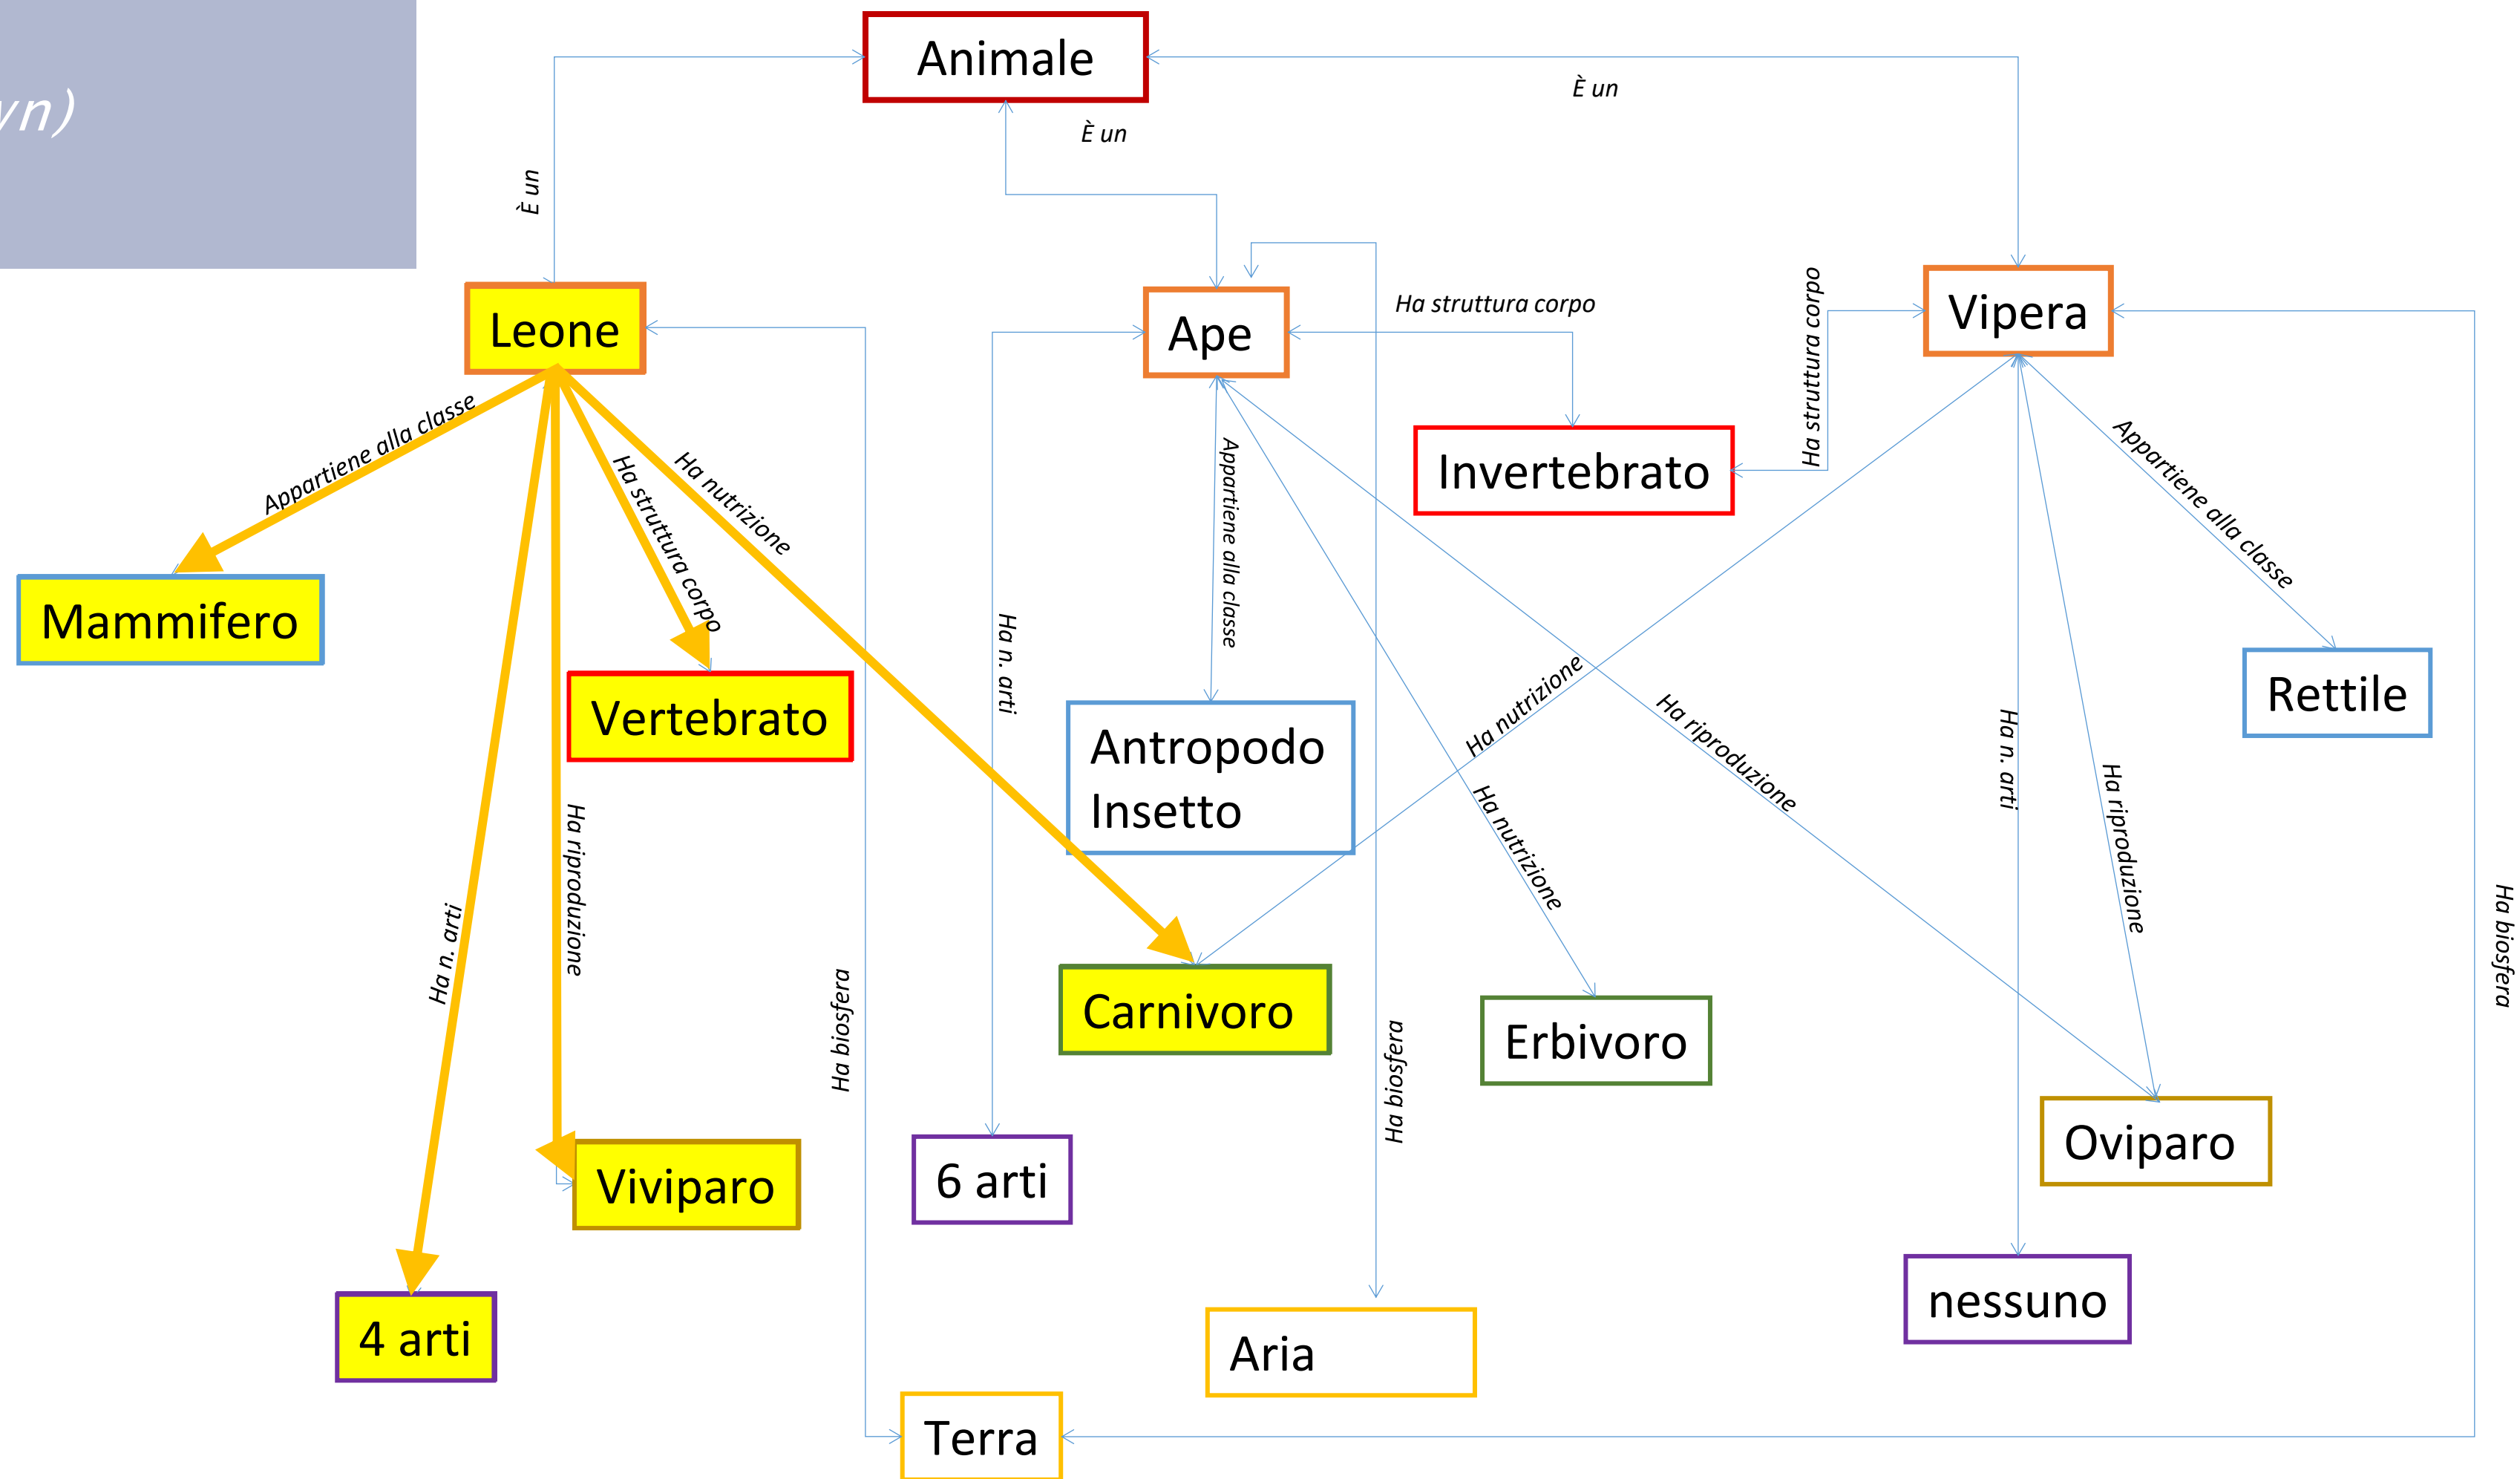 wn)
Animale
È un
È un
È un
Leone
Ape
Vipera
Ha struttura corpo
Ha struttura corpo
Appartiene alla classe
Ha struttura corpo
Ha nutrizione
Invertebrato
Appartiene alla classe
Appartiene alla classe
Mammifero
Vertebrato
Ha n. arti
Antropodo
Insetto
Ha nutrizione
Ha riproduzione
Ha n. arti
Rettile
Ha n. arti
Ha riproduzione
Ha nutrizione
Ha riproduzione
Ha biosfera
Ha biosfera
Carnivoro
Ha biosfera
Erbivoro
Oviparo
Viviparo
6 arti
nessuno
4 arti
Aria
Terra